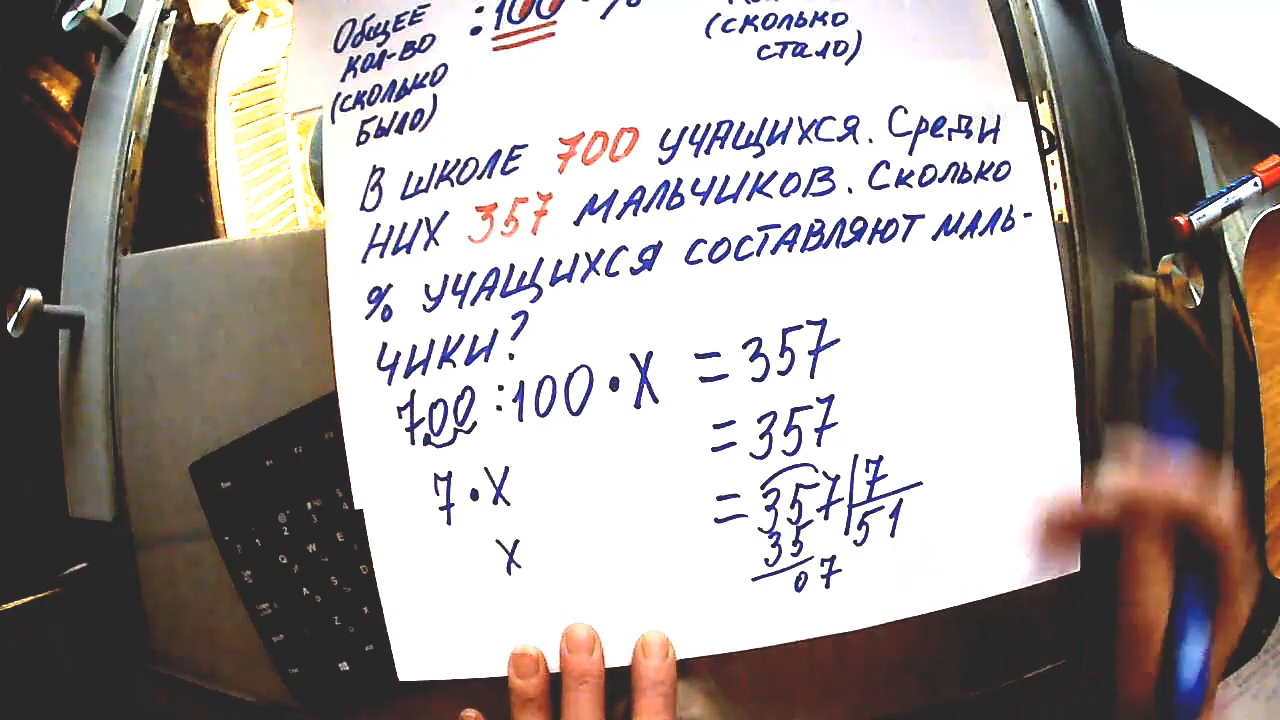 Общее :100 · %
кол-во (сколько
(сколько стало)
было)
В школе 700 учащихся. Среди
них 357 мальчиков. Сколько
% учащихся составляют маль-
чики?
700 :100 · X = 357
= 357
7 · X = 357 | 7
35 51
X 07